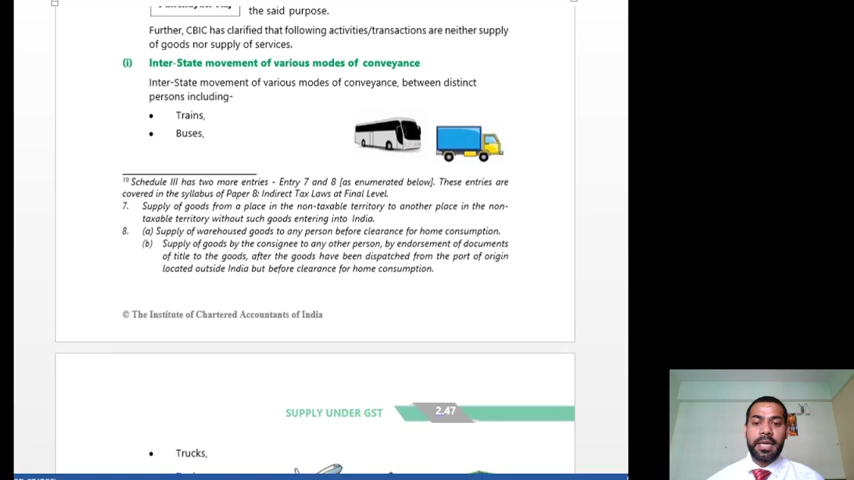 the said purpose.
Further, CBIC has clarified that following activities/transactions are neither supply
of goods nor supply of services.
(i) Inter-State movement of various modes of conveyance
Inter-State movement of various modes of conveyance, between distinct
persons including-
• Trains,
• Buses,
19 Schedule III has two more entries - Entry 7 and 8 [as enumerated below]. These entries are
covered in the syllabus of Paper 8: Indirect Tax Laws at Final Level.
7. Supply of goods from a place in the non-taxable territory to another place in the non-
taxable territory without such goods entering into India.
8. (a) Supply of warehoused goods to any person before clearance for home consumption.
(b) Supply of goods by the consignee to any other person, by endorsement of documents
of title to the goods, after the goods have been dispatched from the port of origin
located outside India but before clearance for home consumption.
© The Institute of Chartered Accountants of India
SUPPLY UNDER GST 2.47
• Trucks,